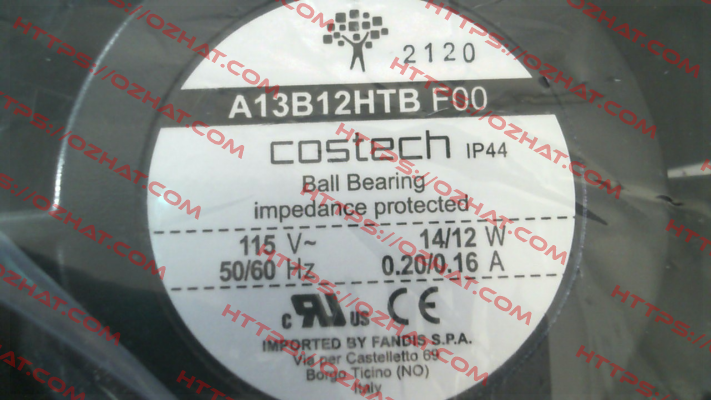 2120
A13B12HTB F00
costech IP44
Ball Bearing
impedance protected
115 V~ 14/12 W
50/60 Hz 0.20/0.16 A
c RU US CE
IMPORTED BY FANDIS S.P.A.
Via per Castelletto 69
Borgo Ticino (NO)
Italy
HTTPS://OZHAT.COM